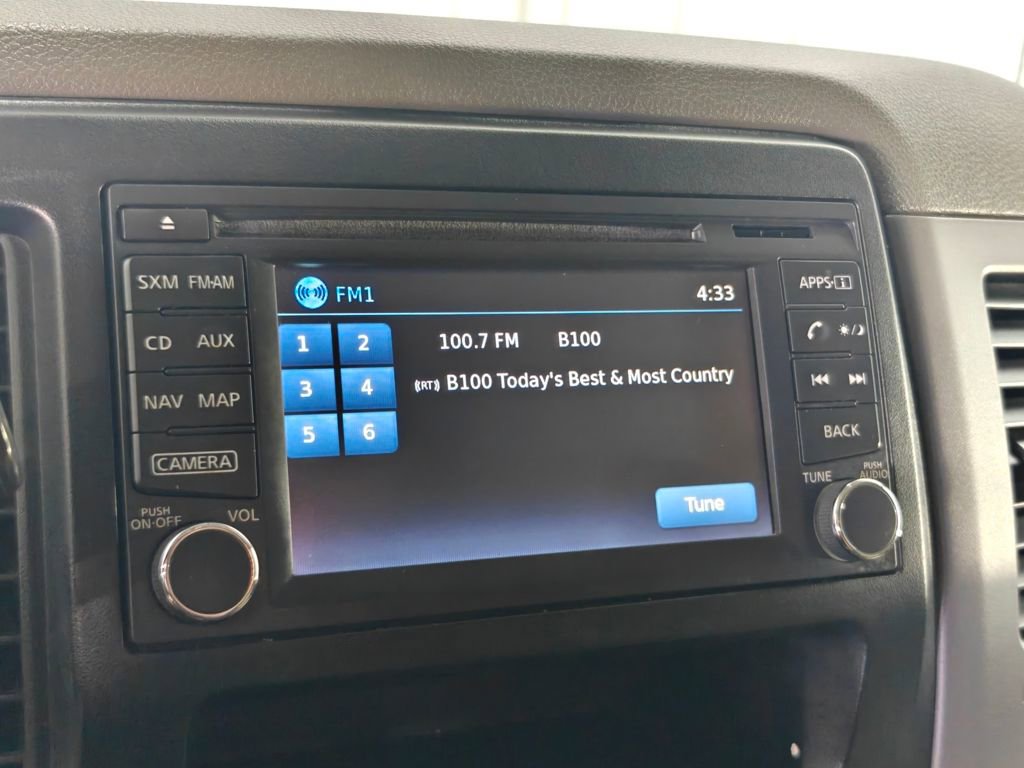 SXM FM·AM
CD AUX
NAV MAP
CAMERA
PUSH
ON·OFF
VOL
FM1
4:33
1 2
3 4
5 6
100.7 FM B100
(RT) B100 Today's Best & Most Country
Tune
APPS·i
BACK
TUNE
PUSH
AUDIO